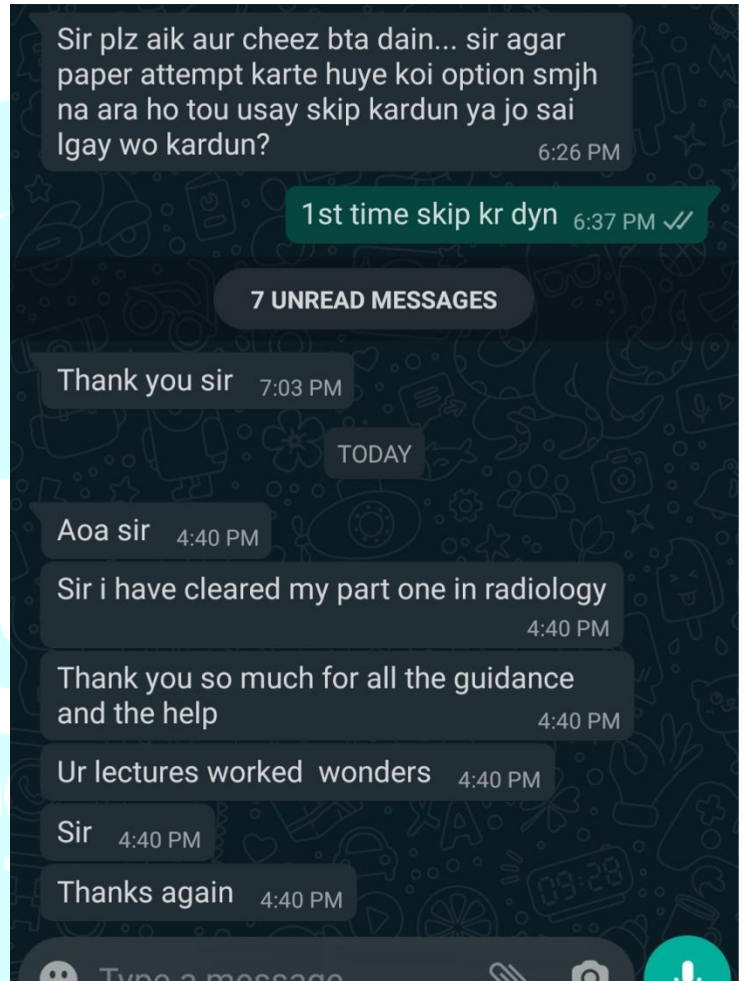 Sir plz aik aur cheez bta dain... sir agar
paper attempt karte huye koi option smjh
na ara ho tou usay skip kardun ya jo sai
lgay wo kardun?
6:26 PM
1st time skip kr dyn 6:37 PM
7 UNREAD MESSAGES
Thank you sir 7:03 PM
TODAY
Aoa sir 4:40 PM
Sir i have cleared my part one in radiology
4:40 PM
Thank you so much for all the guidance
and the help 4:40 PM
Ur lectures worked wonders 4:40 PM
Sir 4:40 PM
Thanks again 4:40 PM
09:28
Type a message